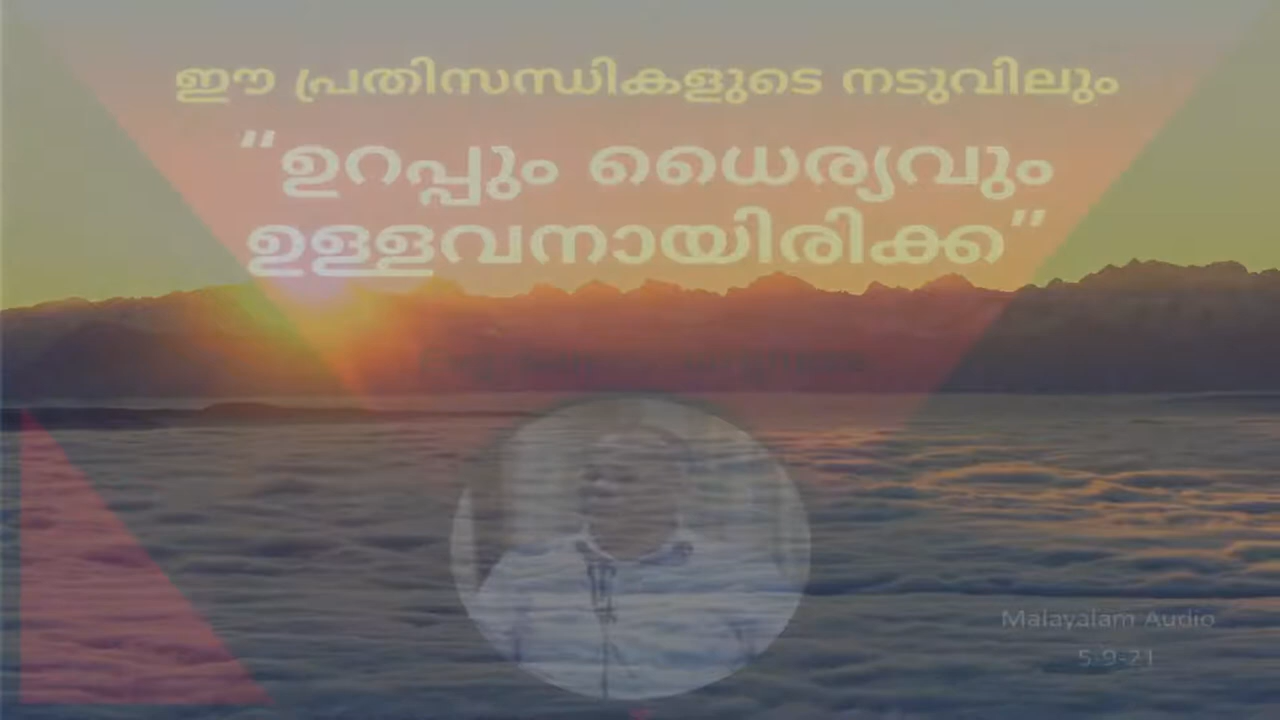 ഈ പ്രതിസന്ധികളുടെ നടുവിലും
“ഉറപ്പും ധൈര്യവും
ഉള്ളവനായിരിക്ക”
Malayalam Audio
5-9-21